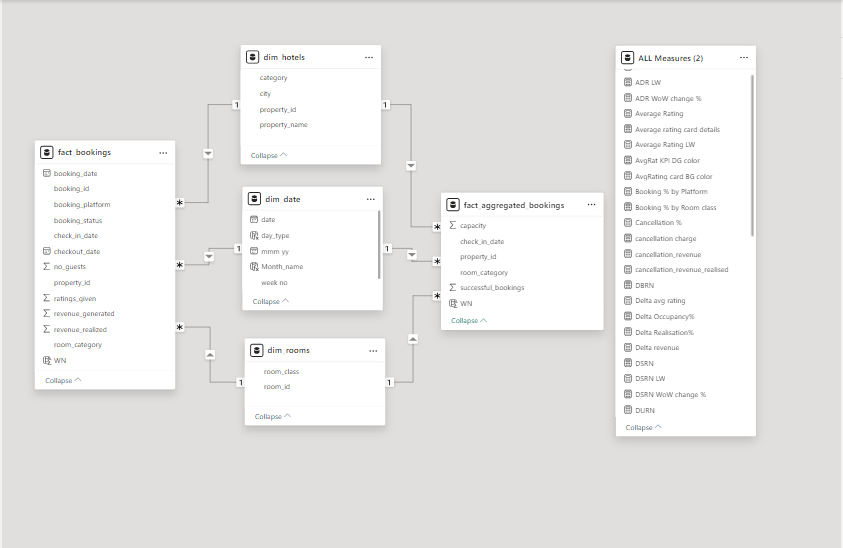 dim_hotels
category
city
property_id
property_name
Collapse
fact_bookings
booking_date
booking_id
booking_platform
booking_status
check_in_date
checkout_date
no_guests
property_id
ratings_given
revenue_generated
revenue_realized
room_category
WN
Collapse
dim_date
date
day_type
mmm yy
Month_name
week no
Collapse
dim_rooms
room_class
room_id
Collapse
fact_aggregated_bookings
capacity
check_in_date
property_id
room_category
successful_bookings
WN
Collapse
ALL Measures (2)
ADR LW
ADR WoW change %
Average Rating
Average rating card details
Average Rating LW
AvgRat KPI DG color
AvgRating card BG color
Booking % by Platform
Booking % by Room class
Cancellation %
cancellation charge
cancellation_revenue
cancellation_revenue_realised
DBRN
Delta avg rating
Delta Occupancy%
Delta Realisation%
Delta revenue
DSRN
DSRN LW
DSRN WoW change %
DURN
Collapse
1
1
*
*
1
1
*
*
1
1
*
*